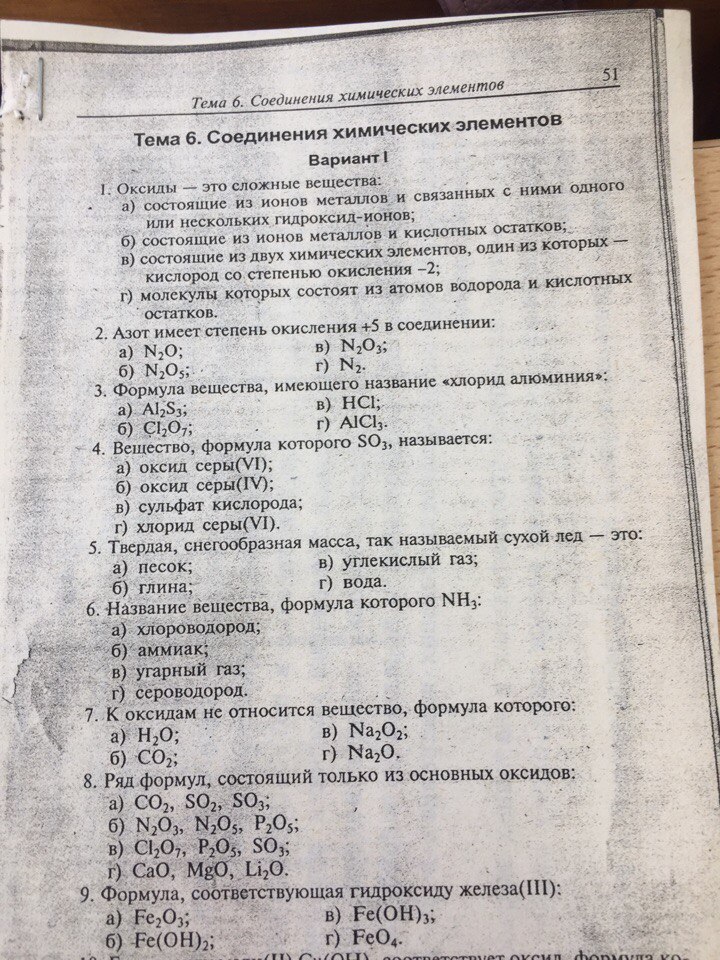 Тема 6. Соединения химических элементов 51
Тема 6. Соединения химических элементов
Вариант I
1. Оксиды — это сложные вещества:
а) состоящие из ионов металлов и связанных с ними одного
или нескольких гидроксид-ионов;
б) состоящие из ионов металлов и кислотных остатков;
в) состоящие из двух химических элементов, один из которых —
кислород со степенью окисления –2;
г) молекулы которых состоят из атомов водорода и кислотных
остатков.
2. Азот имеет степень окисления +5 в соединении:
а) N₂O; в) N₂O₃;
б) N₂O₅; г) N₂.
3. Формула вещества, имеющего название «хлорид алюминия»:
а) Al₂S₃; в) HCl;
б) Cl₂O₇; г) AlCl₃.
4. Вещество, формула которого SO₃, называется:
а) оксид серы(VI);
б) оксид серы(IV);
в) сульфат кислорода;
г) хлорид серы(VI).
5. Твердая, снегообразная масса, так называемый сухой лед — это:
а) песок; в) углекислый газ;
б) глина; г) вода.
6. Название вещества, формула которого NH₃:
а) хлороводород;
б) аммиак;
в) угарный газ;
г) сероводород.
7. К оксидам не относится вещество, формула которого:
а) H₂O; в) Na₂O₂;
б) CO₂; г) Na₂O.
8. Ряд формул, состоящий только из основных оксидов:
а) CO₂, SO₂, SO₃;
б) N₂O₃, N₂O₅, P₂O₅;
в) Cl₂O₇, P₂O₅, SO₃;
г) CaO, MgO, Li₂O.
9. Формула, соответствующая гидроксиду железа(III):
а) Fe₂O₃; в) Fe(OH)₃;
б) Fe(OH)₂; г) FeO₄.
соответствует оксид, формула ко-